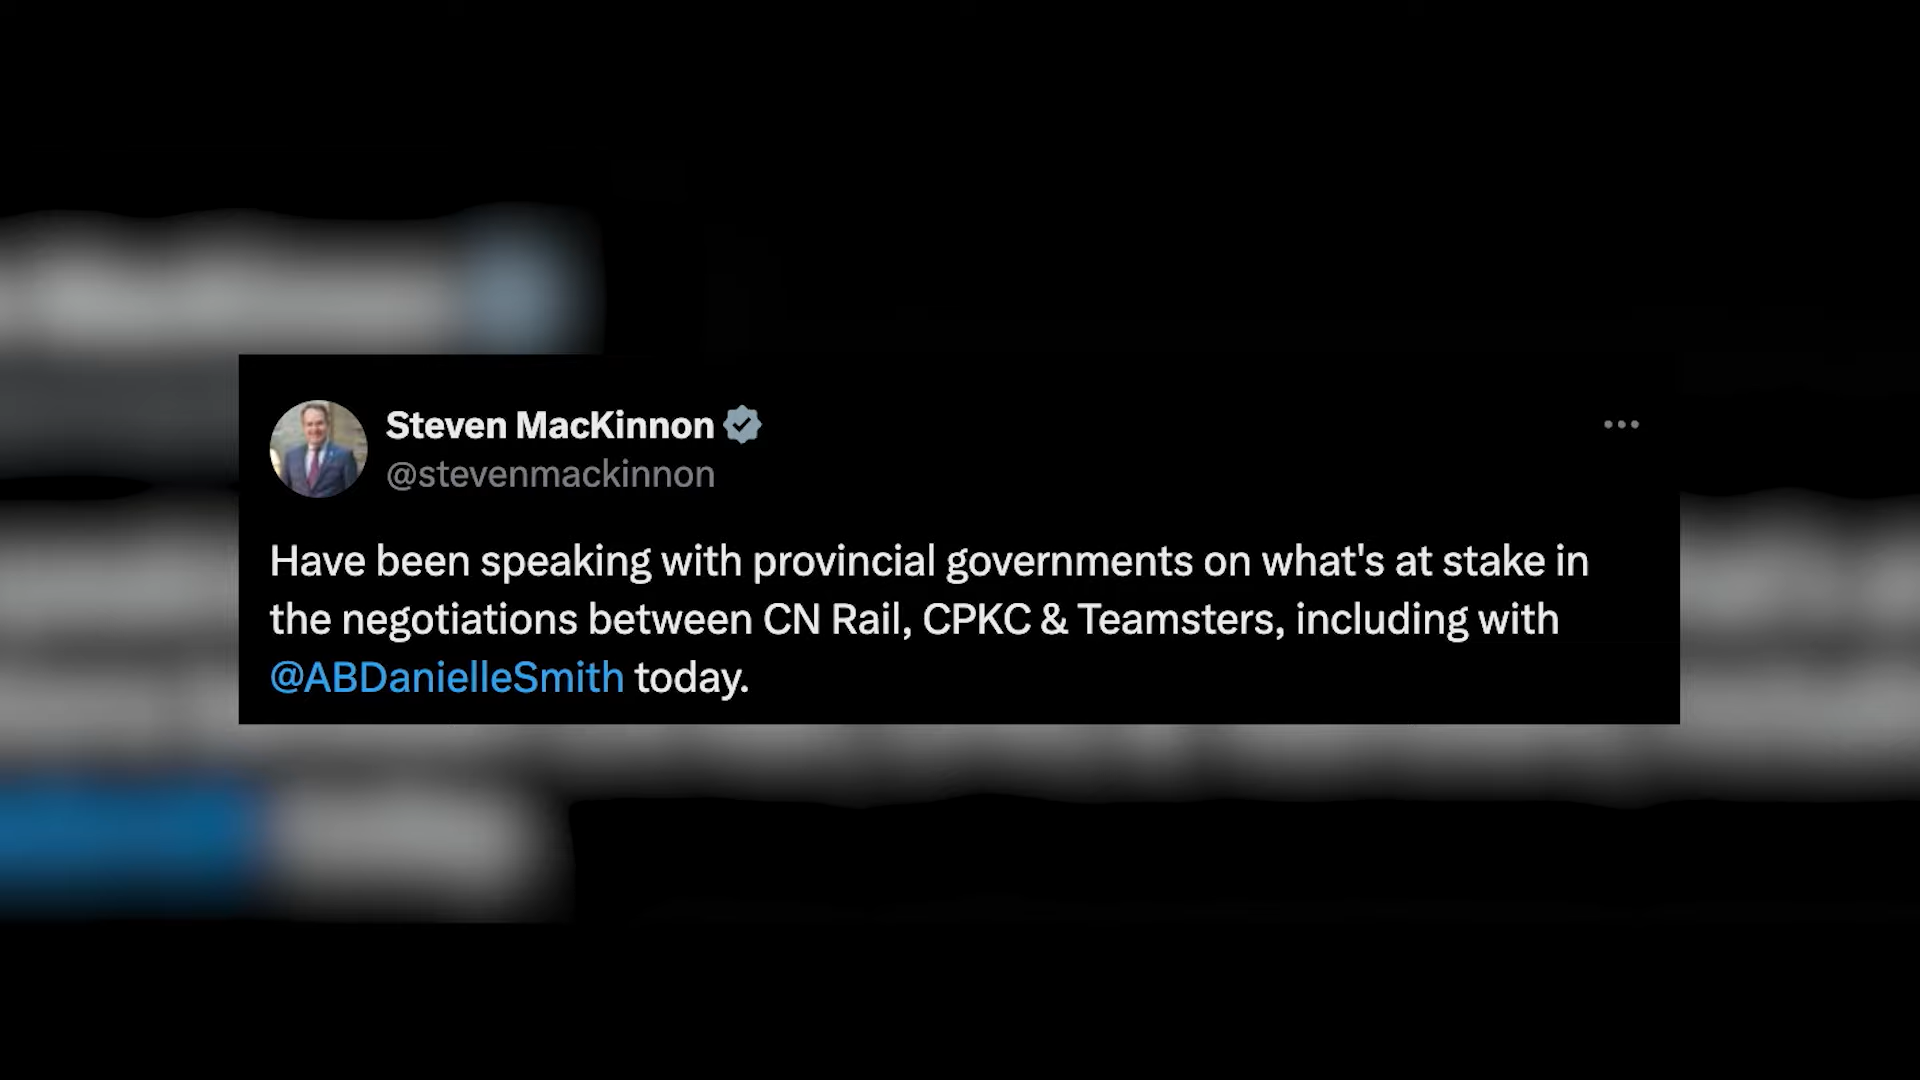 Steven MacKinnon
@stevenmackinnon
Have been speaking with provincial governments on what's at stake in
the negotiations between CN Rail, CPKC & Teamsters, including with
@ABDanielleSmith today.